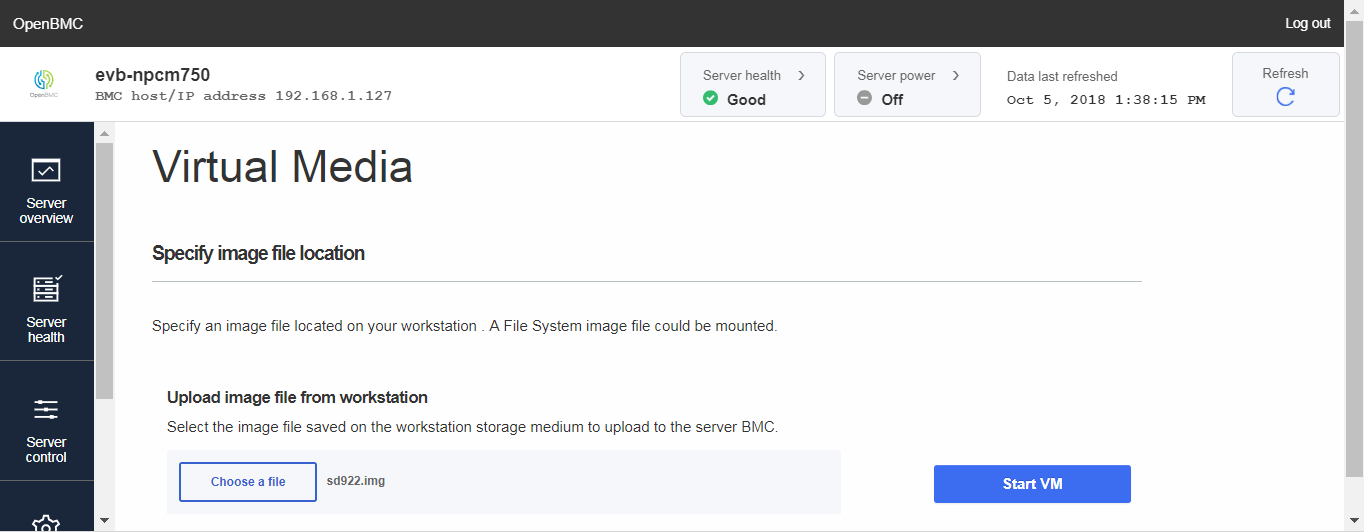 OpenBMC
Log out
evb-npcm750
BMC host/IP address 192.168.1.127
OpenBMC
Server health
Good
Server power
Off
Data last refreshed
Oct 5, 2018 1:38:15 PM
Refresh
Server
overview
Server
health
Server
control
Virtual Media
Specify image file location
Specify an image file located on your workstation . A File System image file could be mounted.
Upload image file from workstation
Select the image file saved on the workstation storage medium to upload to the server BMC.
Choose a file
sd922.img
Start VM